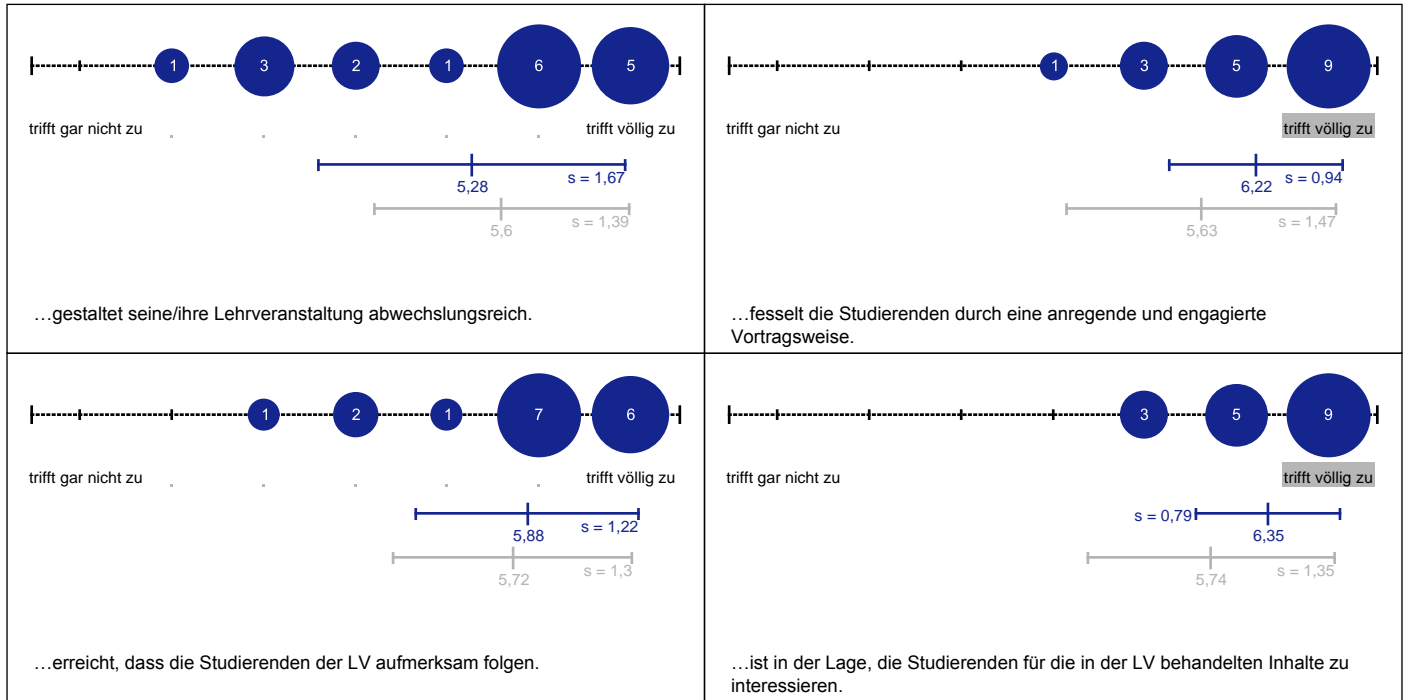 1 3 2 1 6 5
trifft gar nicht zu trifft völlig zu
s = 1,67
5,28
s = 1,39
5,6
…gestaltet seine/ihre Lehrveranstaltung abwechslungsreich.
1 3 5 9
trifft gar nicht zu trifft völlig zu
s = 0,94
6,22
s = 1,47
5,63
…fesselt die Studierenden durch eine anregende und engagierte
Vortragsweise.
1 2 1 7 6
trifft gar nicht zu trifft völlig zu
s = 1,22
5,88
s = 1,3
5,72
…erreicht, dass die Studierenden der LV aufmerksam folgen.
3 5 9
trifft gar nicht zu trifft völlig zu
s = 0,79
6,35
s = 1,35
5,74
…ist in der Lage, die Studierenden für die in der LV behandelten Inhalte zu
interessieren.